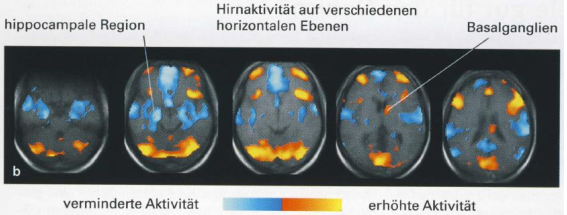 Hirnaktivität auf verschiedenen
horizontalen Ebenen
hippocampale Region
Basalganglien
b
verminderte Aktivität
erhöhte Aktivität